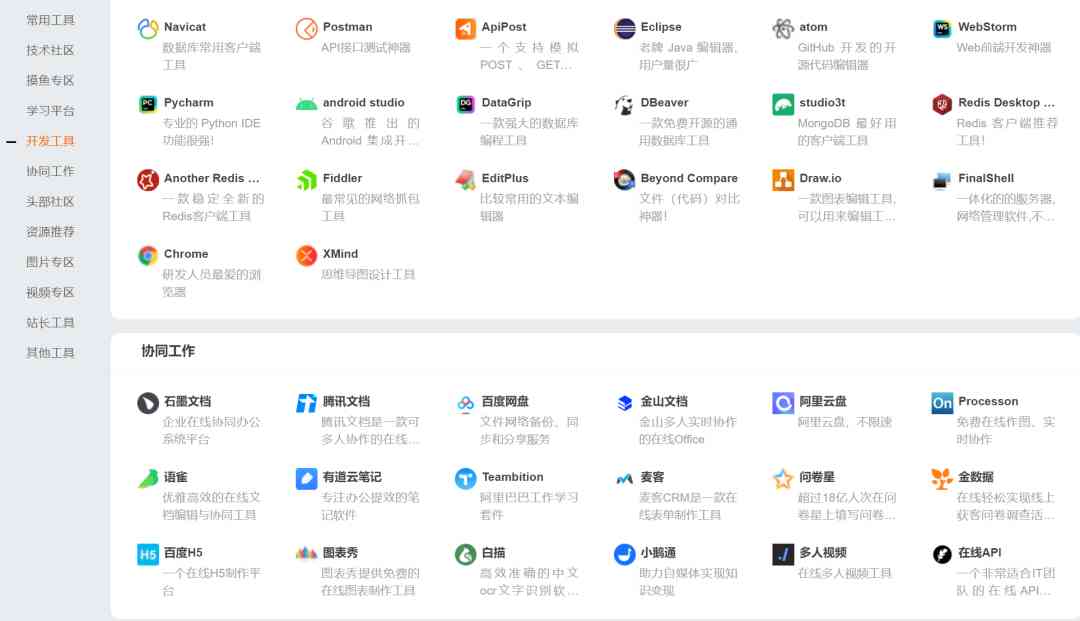 常用工具
技术社区
摸鱼专区
学习平台
开发工具
协同工作
头部社区
资源推荐
图片专区
视频专区
站长工具
其他工具
Navicat
数据库常用客户端
工具
Postman
API接口测试神器
ApiPost
一个支持模拟
POST 、 GET…
Eclipse
老牌 Java 编辑器,
用户量很广
atom
GitHub 开发的开
源代码编辑器
WebStorm
Web前端开发神器
Pycharm
专业的 Python IDE
功能很强!
android studio
谷歌推出的
Android 集成开…
DataGrip
一款强大的数据库
编程工具
DBeaver
一款免费开源的通
用数据库工具
studio3t
MongoDB 最好用
的客户端工具
Redis Desktop ...
Redis 客户端推荐
工具!
Another Redis ...
一款稳定全新的
Redis客户端工具
Fiddler
最常见的网络抓包
工具
EditPlus
比较常用的文本编
辑器
Beyond Compare
文件（代码）对比
神器!
Draw.io
一款图表编辑工具,
可以用来编辑工…
FinalShell
一体化的的服务器,
网络管理软件,不…
Chrome
研发人员最爱的浏
览器
XMind
思维导图设计工具
协同工作
石墨文档
企业在线协同办公
系统平台
腾讯文档
腾讯文档是一款可
多人协作的在线…
百度网盘
文件网络备份、同
步和分享服务
金山文档
金山多人实时协作
的在线Office
阿里云盘
阿里云盘，不限速
On
Processon
免费在线作图、实
时协作
语雀
优雅高效的在线文
档编辑与协同工具
有道云笔记
专注办公提效的笔
记软件
Teambition
阿里巴巴工作学习
套件
麦客
麦客CRM是一款在
线表单制作工具
问卷星
超过18亿人次在问
卷星上填写问卷…
金数据
在线轻松实现线上
获客问卷调查活…
H5
百度H5
一个在线H5制作平
台
图表秀
图表秀提供免费的
在线图表制作工具
白描
高效准确的中文
ocr文字识别软…
小鹅通
助力自媒体实现知
识变现
多人视频
在线多人视频工具
在线API
一个非常适合IT团
队的在线API…